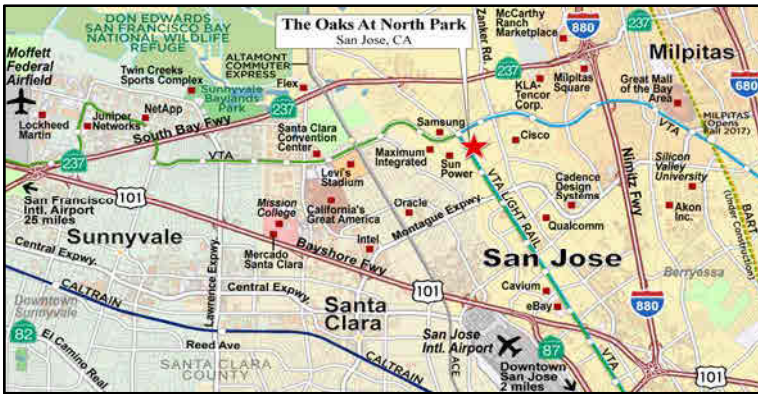 DON EDWARDS
SAN FRANCISCO BAY
NATIONAL WILDLIFE
REFUGE
The Oaks At North Park
San Jose, CA
Zanker Rd.
McCarthy
Ranch
Marketplace
880
237
Milpitas
680
Moffett
Federal
Airfield
ALTAMONT
COMMUTER
EXPRESS
Twin Creeks
Sports Complex
Flex
Sunnyvale
Baylands
Park
237
237
KLA-
Tencor
Corp.
Milpitas
Square
Great Mall
of the Bay
Area
MILPITAS
(Opens
Fall 2017)
Lockheed
Martin
Juniper
Networks
NetApp
South Bay Fwy
237
VTA
Santa Clara
Convention
Center
Samsung
Cisco
VTA
Maximum
Integrated
Sun
Power
Levi's
Stadium
San Francisco
Intl. Airport
25 miles
101
Mission
College
California's
Great America
Oracle
Montague Expwy.
VTA LIGHT RAIL
Cadence
Design
Systems
Nimitz Fwy
Silicon
Valley
University
Akon
Inc.
BART
(Under Construction)
Sunnyvale
Central Expwy.
Lawrence Expwy.
Mercado
Santa Clara
Bayshore Fwy
Intel
Qualcomm
San Jose
Berryessa
CALTRAIN
Central Expwy.
101
Cavium
eBay
880
Downtown
Sunnyvale
82
El Camino Real
Reed Ave
Santa
Clara
SANTA CLARA
COUNTY
CALTRAIN
ACE
San Jose
Intl. Airport
87
Downtown
San Jose
2 miles
VTA
101